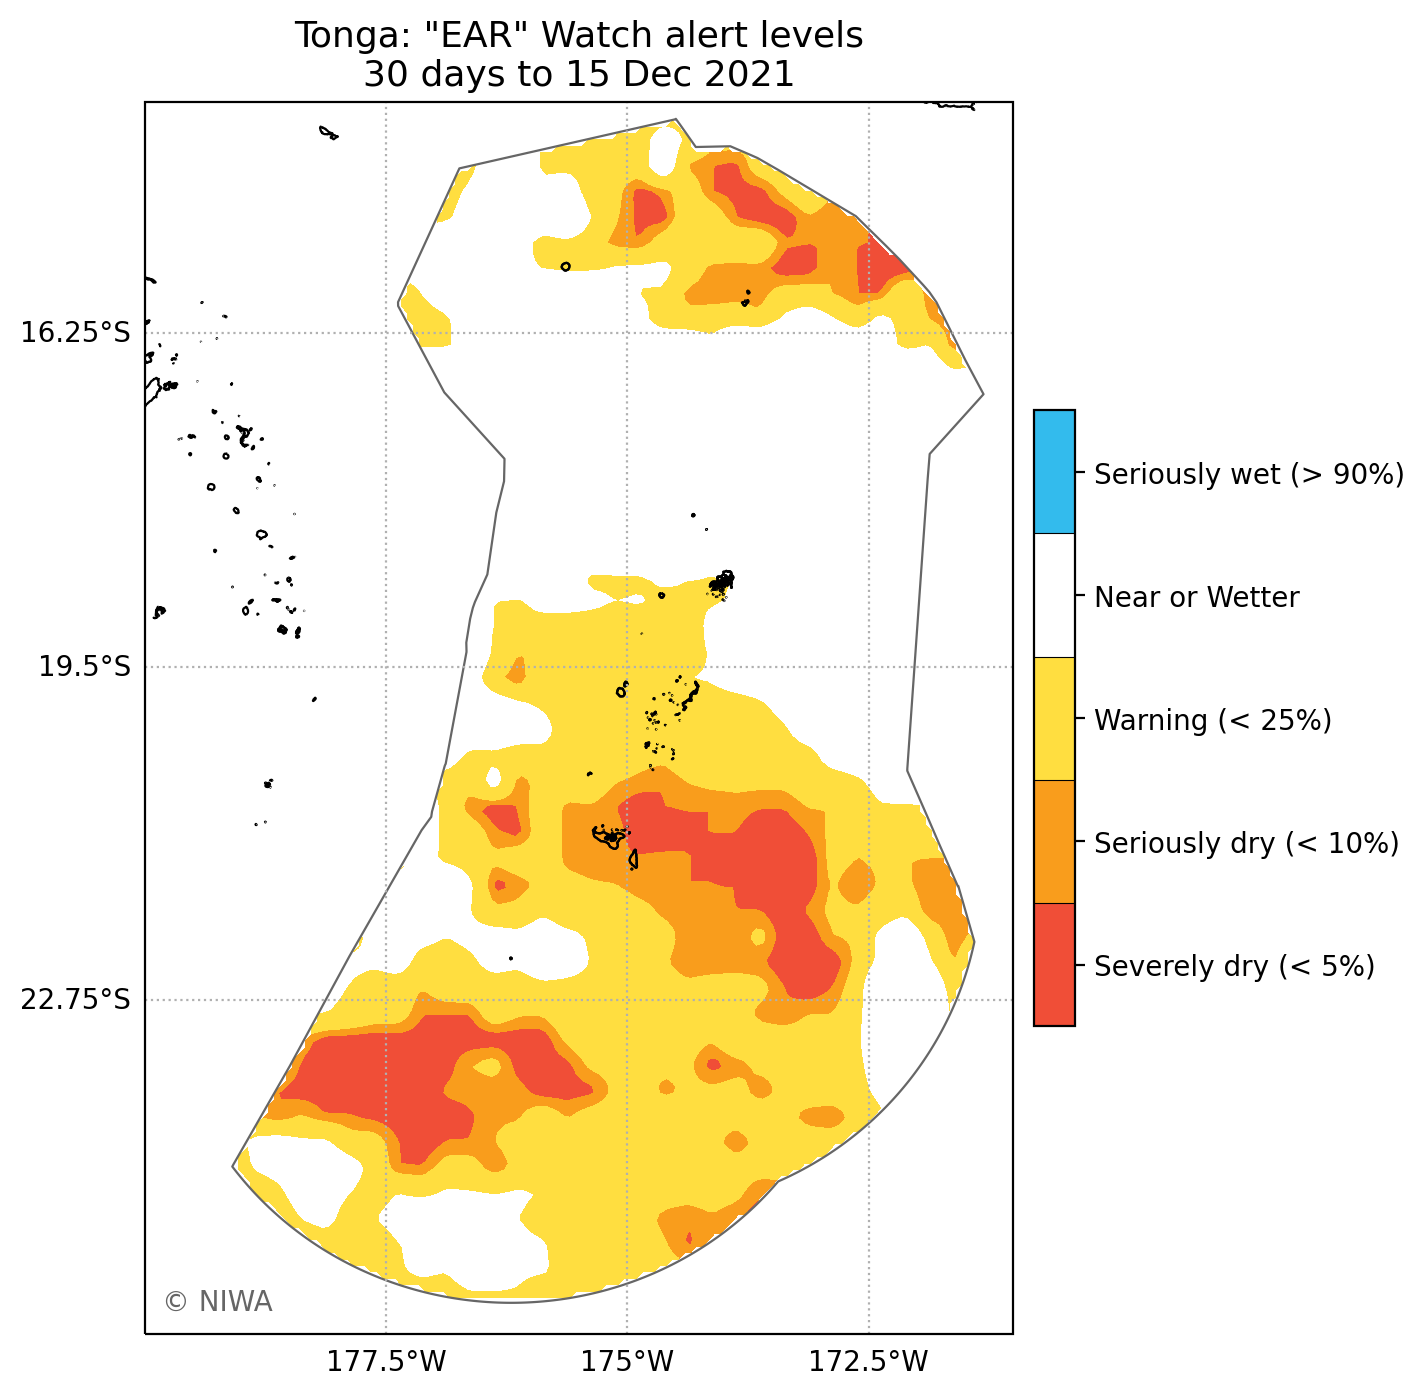 Tonga: "EAR" Watch alert levels
30 days to 15 Dec 2021
16.25°S
19.5°S
22.75°S
177.5°W
175°W
172.5°W
© NIWA
Seriously wet (> 90%)
Near or Wetter
Warning (< 25%)
Seriously dry (< 10%)
Severely dry (< 5%)